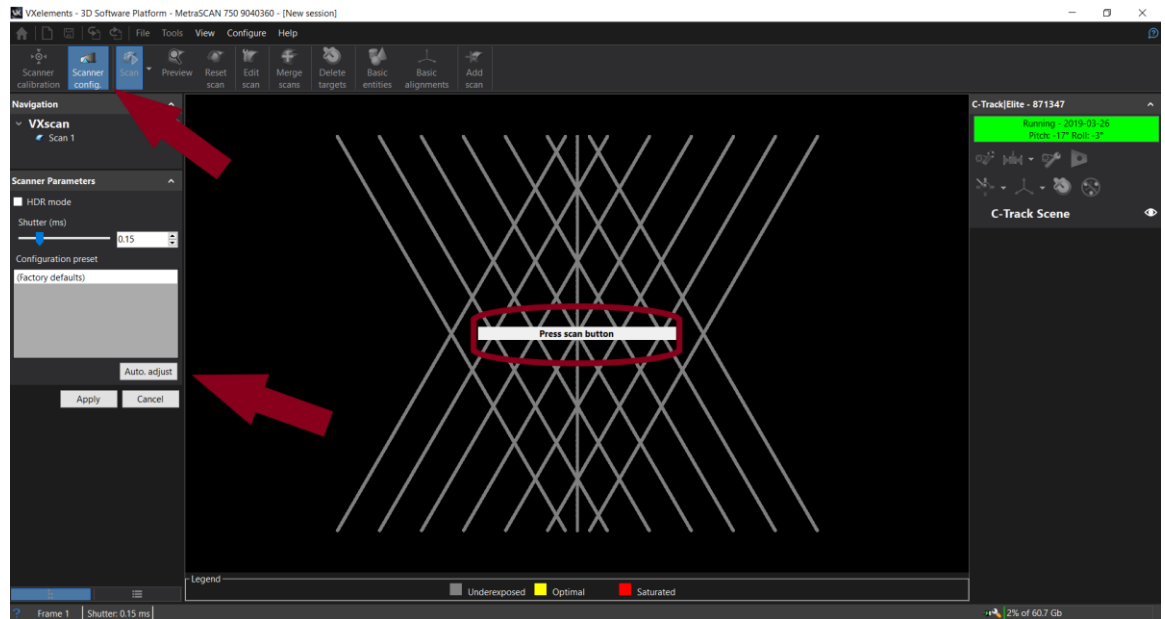 VXelements - 3D Software Platform - MetraSCAN 750 9040360 - [New session]
File Tools View Configure Help
Scanner calibration
Scanner config.
Scan
Preview
Reset scan
Edit scan
Merge scans
Delete targets
Basic entities
Basic alignments
Add scan
Navigation
VXscan
Scan 1
Scanner Parameters
HDR mode
Shutter (ms)
0.15
Configuration preset
(Factory defaults)
Auto. adjust
Apply Cancel
Press scan button
Legend
Underexposed Optimal Saturated
C-Track|Elite - 871347
Running - 2019-03-26
Pitch: -17° Roll: -3°
C-Track Scene
Frame 1 Shutter: 0.15 ms
2% of 60.7 Gb